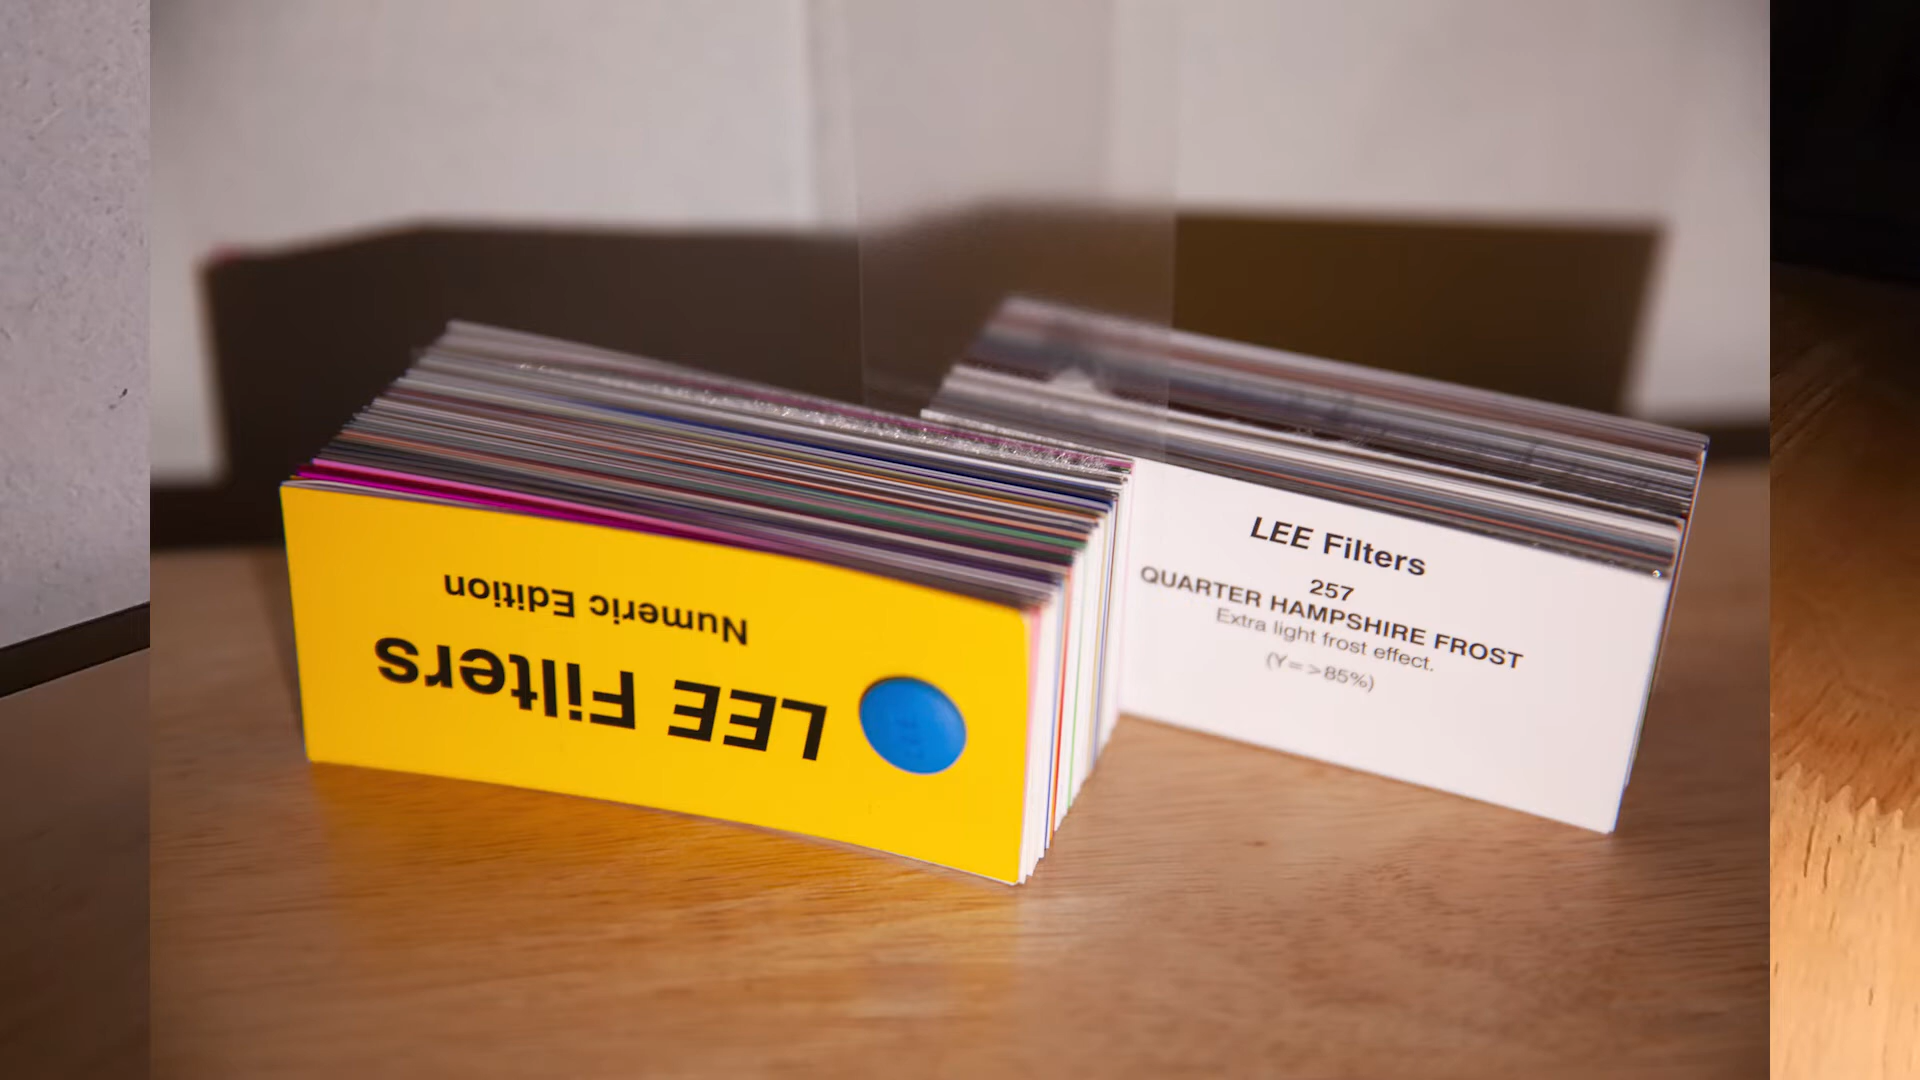 LEE Filters
Numeric Edition
LEE Filters
257
QUARTER HAMPSHIRE FROST
Extra light frost effect.
(Y=>85%)